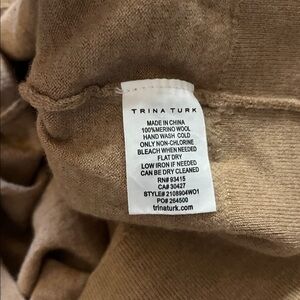 TRINA TURK
MADE IN CHINA
100%MERINO WOOL
HAND WASH COLD
ONLY NON-CHLORINE
BLEACH WHEN NEEDED
FLAT DRY
LOW IRON IF NEEDED
CAN BE DRY CLEANED
RN# 93415
CA# 30427
STYLE# 2108904WO1
PO# 264500
trinaturk.com